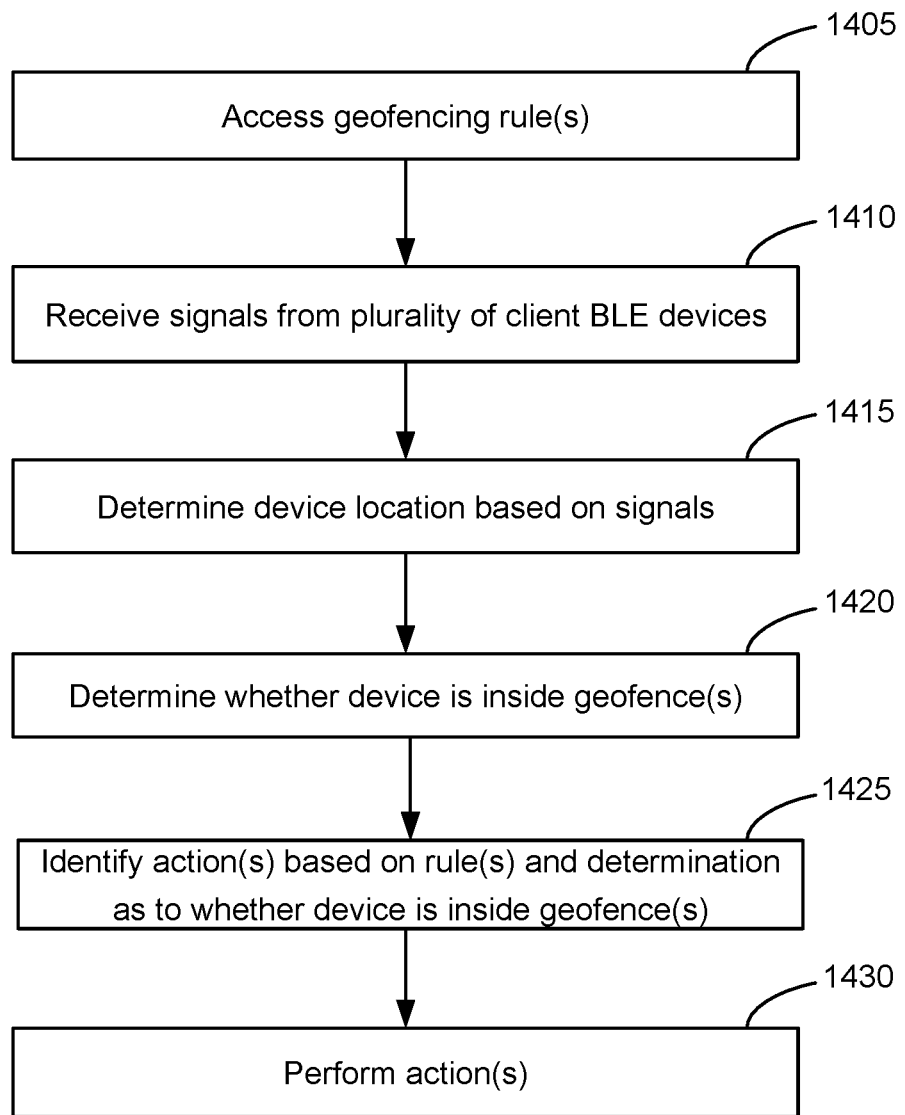 1405
Access geofencing rule(s)
1410
Receive signals from plurality of client BLE devices
1415
Determine device location based on signals
1420
Determine whether device is inside geofence(s)
1425
Identify action(s) based on rule(s) and determination
as to whether device is inside geofence(s)
1430
Perform action(s)